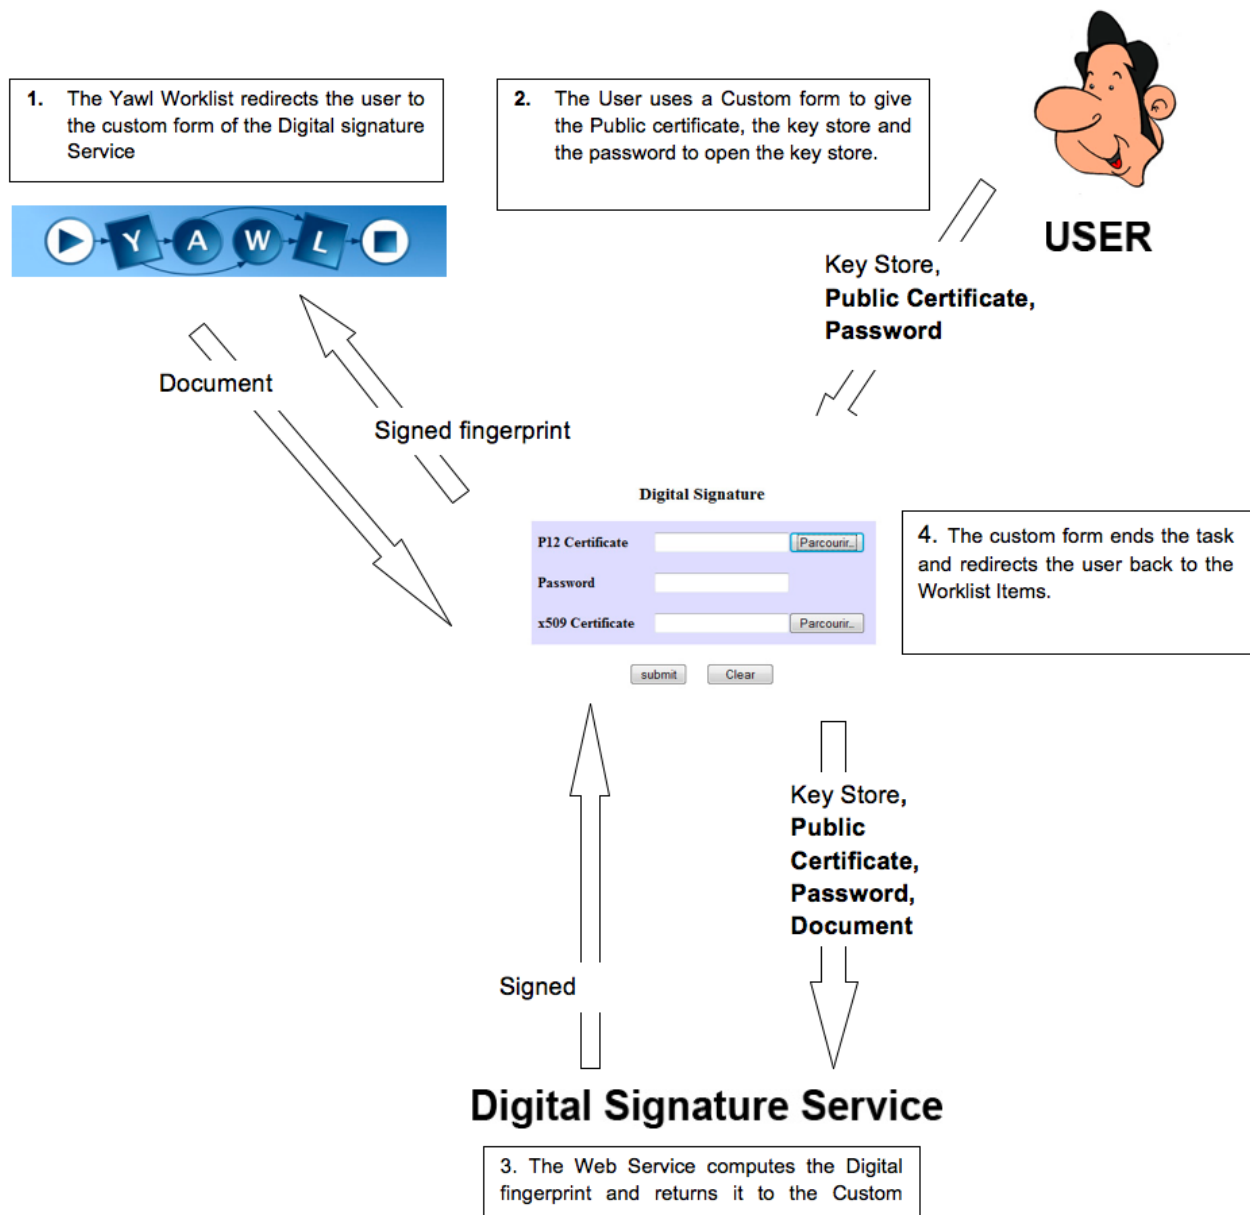 1. The Yawl Worklist redirects the user to
the custom form of the Digital signature
Service
2. The User uses a Custom form to give
the Public certificate, the key store and
the password to open the key store.
YAWL
USER
Key Store,
Public Certificate,
Password
Document
Signed fingerprint
Digital Signature
P12 Certificate Parcourir..
Password
x509 Certificate Parcourir..
submit Clear
4. The custom form ends the task
and redirects the user back to the
Worklist Items.
Key Store,
Public
Certificate,
Password,
Document
Signed
Digital Signature Service
3. The Web Service computes the Digital
fingerprint and returns it to the Custom